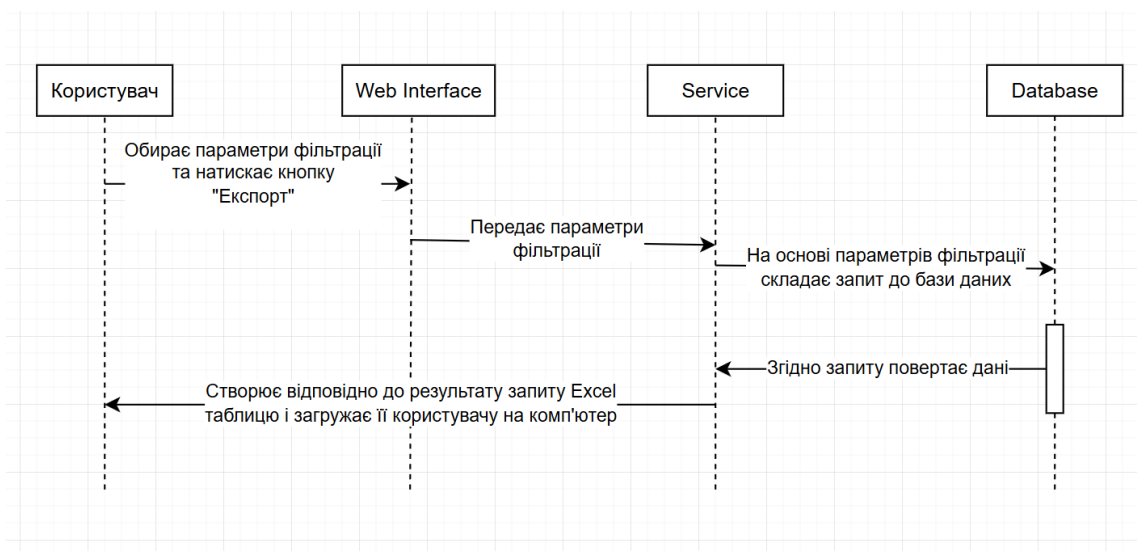 Користувач
Web Interface
Service
Database
Обирає параметри фільтрації
та натискає кнопку
"Експорт"
Передає параметри
фільтрації
На основі параметрів фільтрації
складає запит до бази даних
Згідно запиту повертає дані
Створює відповідно до результату запиту Excel
таблицю і загружає її користувачу на комп'ютер